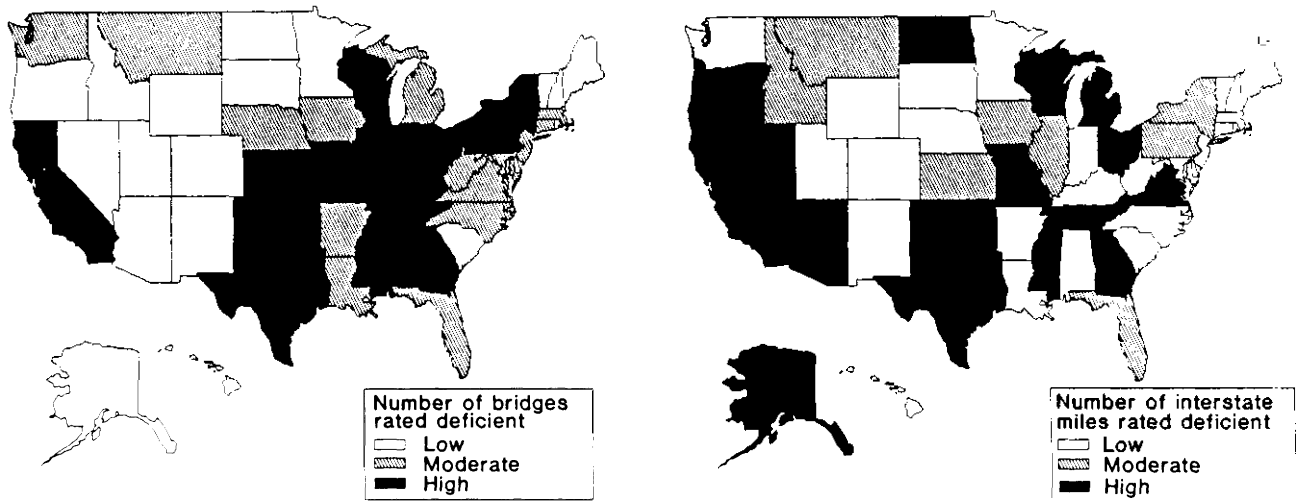 Number of bridges
rated deficient
Low
Moderate
High
Number of interstate
miles rated deficient
Low
Moderate
High